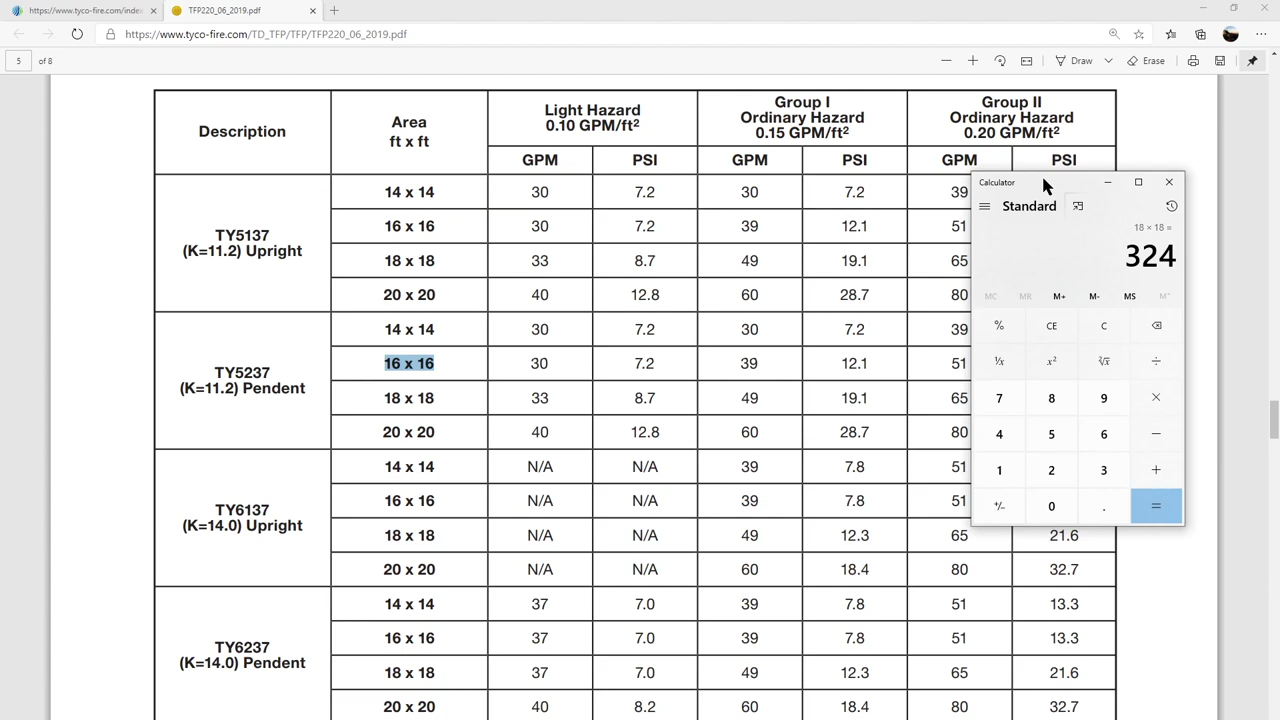 https://www.tyco-fire.com/index
TFP220_06_2019.pdf
https://www.tyco-fire.com/TD_TFP/TFP/TFP220_06_2019.pdf
5 of 8
Draw
Erase
Description
Area
ft x ft
Light Hazard
0.10 GPM/ft²
Group I
Ordinary Hazard
0.15 GPM/ft²
Group II
Ordinary Hazard
0.20 GPM/ft²
GPM PSI GPM PSI GPM PSI
TY5137
(K=11.2) Upright
14 x 14 30 7.2 30 7.2 39
16 x 16 30 7.2 39 12.1 51
18 x 18 33 8.7 49 19.1 65
20 x 20 40 12.8 60 28.7 80
TY5237
(K=11.2) Pendent
14 x 14 30 7.2 30 7.2 39
16 x 16 30 7.2 39 12.1 51
18 x 18 33 8.7 49 19.1 65
20 x 20 40 12.8 60 28.7 80
TY6137
(K=14.0) Upright
14 x 14 N/A N/A 39 7.8 51
16 x 16 N/A N/A 39 7.8 51
18 x 18 N/A N/A 49 12.3 65 21.6
20 x 20 N/A N/A 60 18.4 80 32.7
TY6237
(K=14.0) Pendent
14 x 14 37 7.0 39 7.8 51 13.3
16 x 16 37 7.0 39 7.8 51 13.3
18 x 18 37 7.0 49 12.3 65 21.6
20 x 20 40 8.2 60 18.4 80 32.7
Calculator
Standard
18 × 18 =
324
MC MR M+ M- MS M˅
% CE C
¹/x x² ²√x ÷
7 8 9 ×
4 5 6 −
1 2 3 +
+/- 0 . =